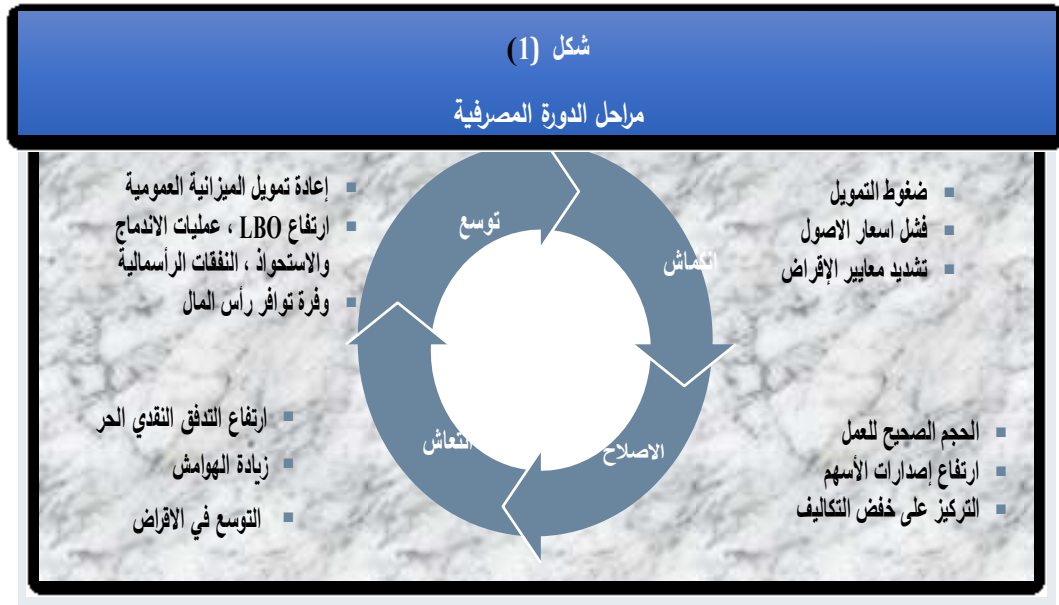 شكل (1)
مراحل الدورة المصرفية
ضغوط التمويل
فشل اسعار الاصول
تشديد معايير الإقراض
انكماش
توسع
إعادة تمويل الميزانية العمومية
ارتفاع LBO ، عمليات الاندماج
والاستحواذ ، النفقات الرأسمالية
وفرة توافر رأس المال
الحجم الصحيح للعمل
ارتفاع إصدارات الأسهم
التركيز على خفض التكاليف
الاصلاح
انتعاش
ارتفاع التدفق النقدي الحر
زيادة الهوامش
التوسع في الاقراض